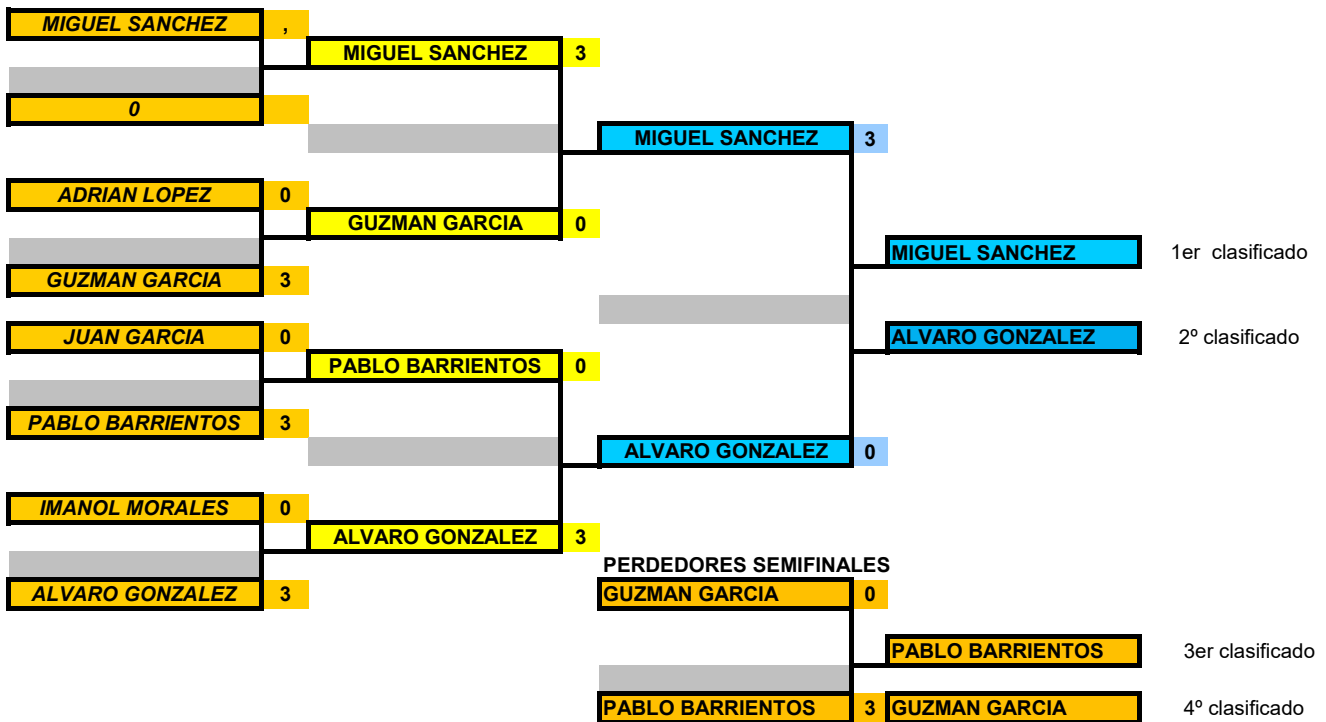 MIGUEL SANCHEZ ,
MIGUEL SANCHEZ 3
0
MIGUEL SANCHEZ 3
ADRIAN LOPEZ 0
GUZMAN GARCIA 0
MIGUEL SANCHEZ 1er clasificado
GUZMAN GARCIA 3
JUAN GARCIA 0
ALVARO GONZALEZ 2º clasificado
PABLO BARRIENTOS 0
PABLO BARRIENTOS 3
ALVARO GONZALEZ 0
IMANOL MORALES 0
ALVARO GONZALEZ 3
PERDEDORES SEMIFINALES
ALVARO GONZALEZ 3
GUZMAN GARCIA 0
PABLO BARRIENTOS 3er clasificado
PABLO BARRIENTOS 3
GUZMAN GARCIA 4º clasificado